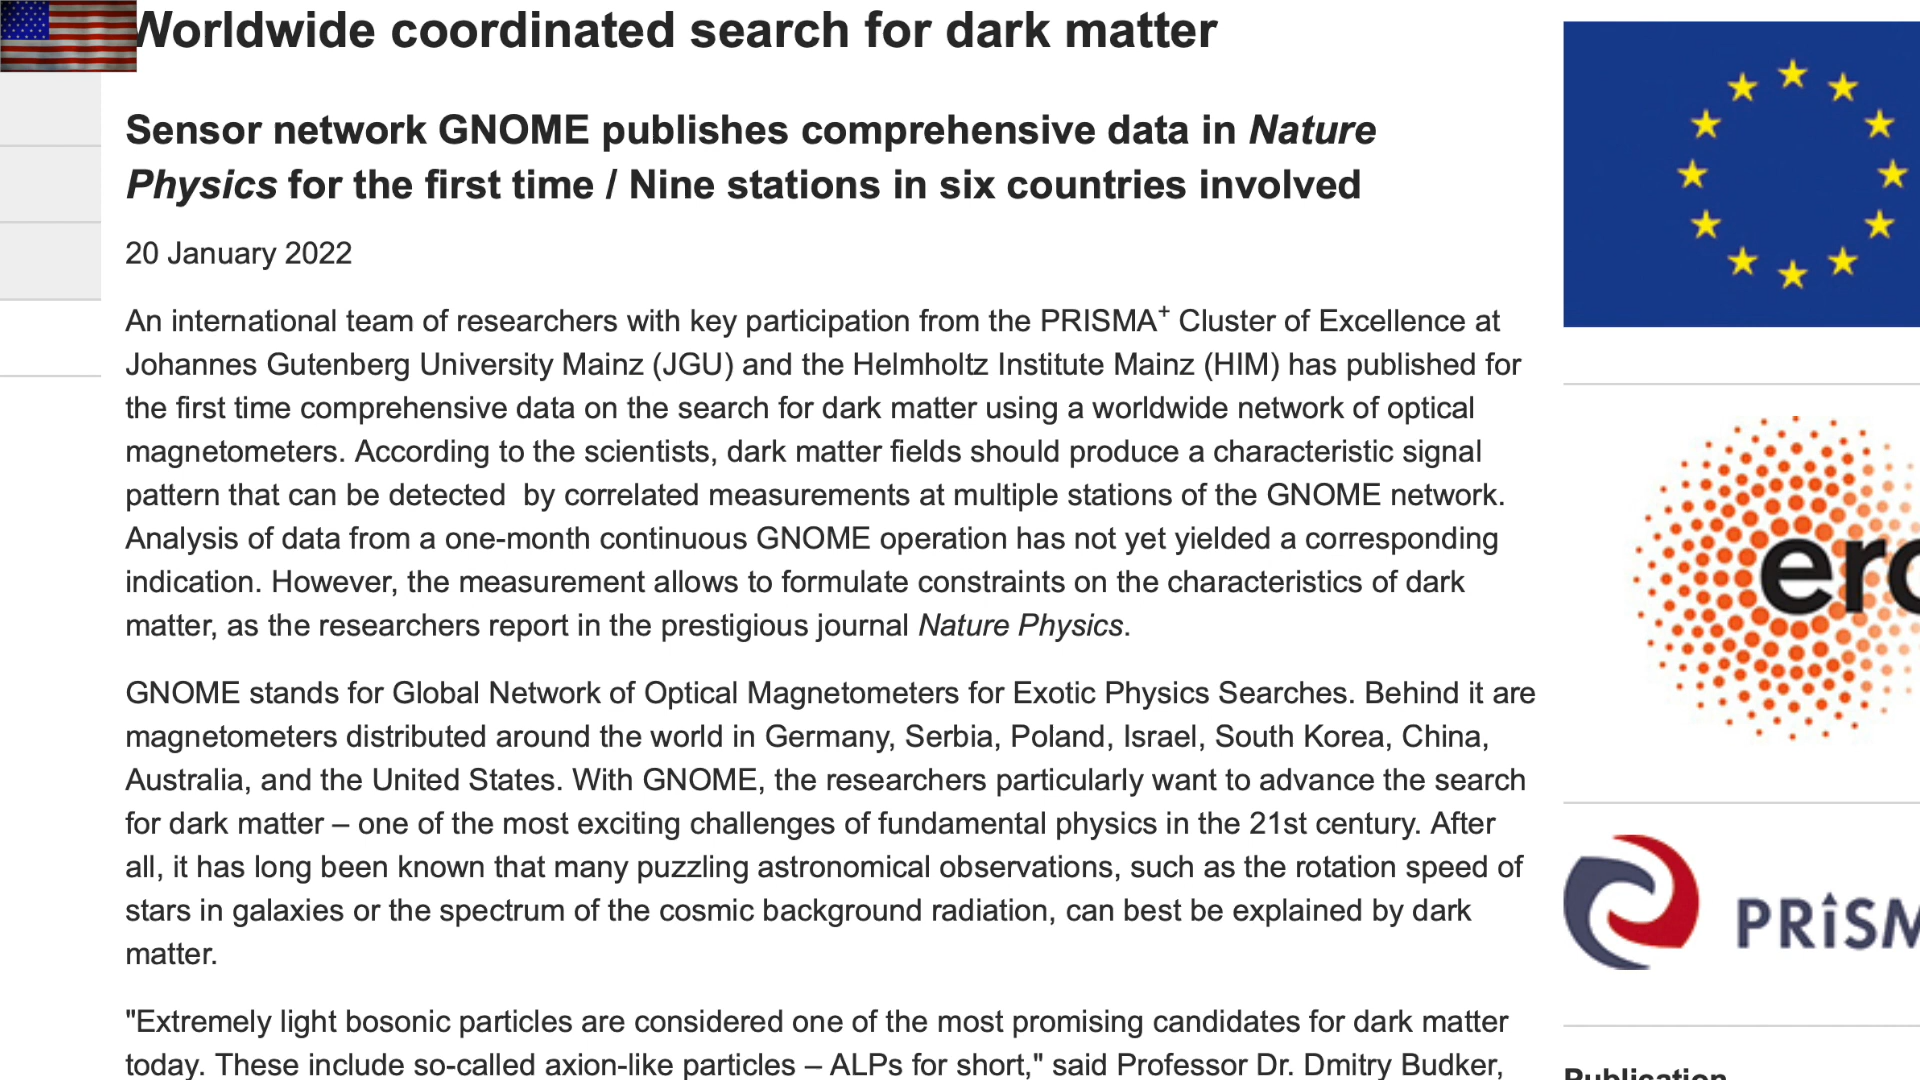 Worldwide coordinated search for dark matter
Sensor network GNOME publishes comprehensive data in Nature
Physics for the first time / Nine stations in six countries involved
20 January 2022
An international team of researchers with key participation from the PRISMA+ Cluster of Excellence at
Johannes Gutenberg University Mainz (JGU) and the Helmholtz Institute Mainz (HIM) has published for
the first time comprehensive data on the search for dark matter using a worldwide network of optical
magnetometers. According to the scientists, dark matter fields should produce a characteristic signal
pattern that can be detected  by correlated measurements at multiple stations of the GNOME network.
Analysis of data from a one-month continuous GNOME operation has not yet yielded a corresponding
indication. However, the measurement allows to formulate constraints on the characteristics of dark
matter, as the researchers report in the prestigious journal Nature Physics.
GNOME stands for Global Network of Optical Magnetometers for Exotic Physics Searches. Behind it are
magnetometers distributed around the world in Germany, Serbia, Poland, Israel, South Korea, China,
Australia, and the United States. With GNOME, the researchers particularly want to advance the search
for dark matter – one of the most exciting challenges of fundamental physics in the 21st century. After
all, it has long been known that many puzzling astronomical observations, such as the rotation speed of
stars in galaxies or the spectrum of the cosmic background radiation, can best be explained by dark
matter.
"Extremely light bosonic particles are considered one of the most promising candidates for dark matter
today. These include so-called axion-like particles – ALPs for short," said Professor Dr. Dmitry Budker,
erc
PRISM
Publication